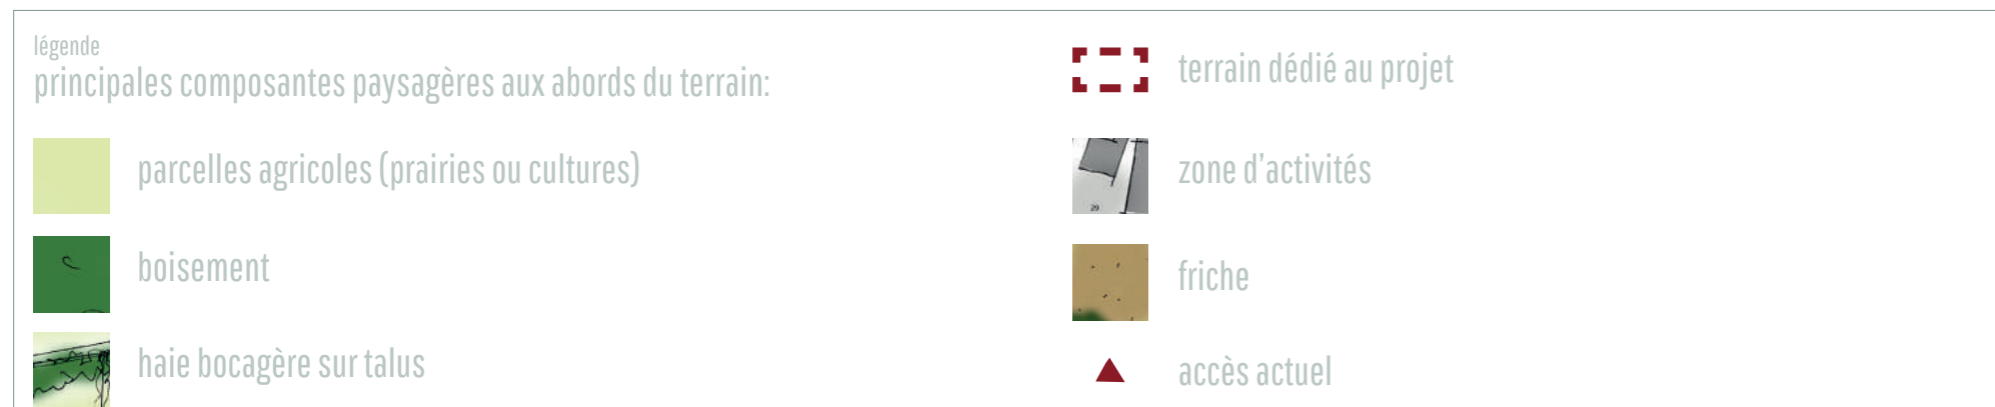 légende
principales composantes paysagères aux abords du terrain:
parcelles agricoles (prairies ou cultures)
boisement
haie bocagère sur talus
terrain dédié au projet
zone d'activités
29
friche
accès actuel